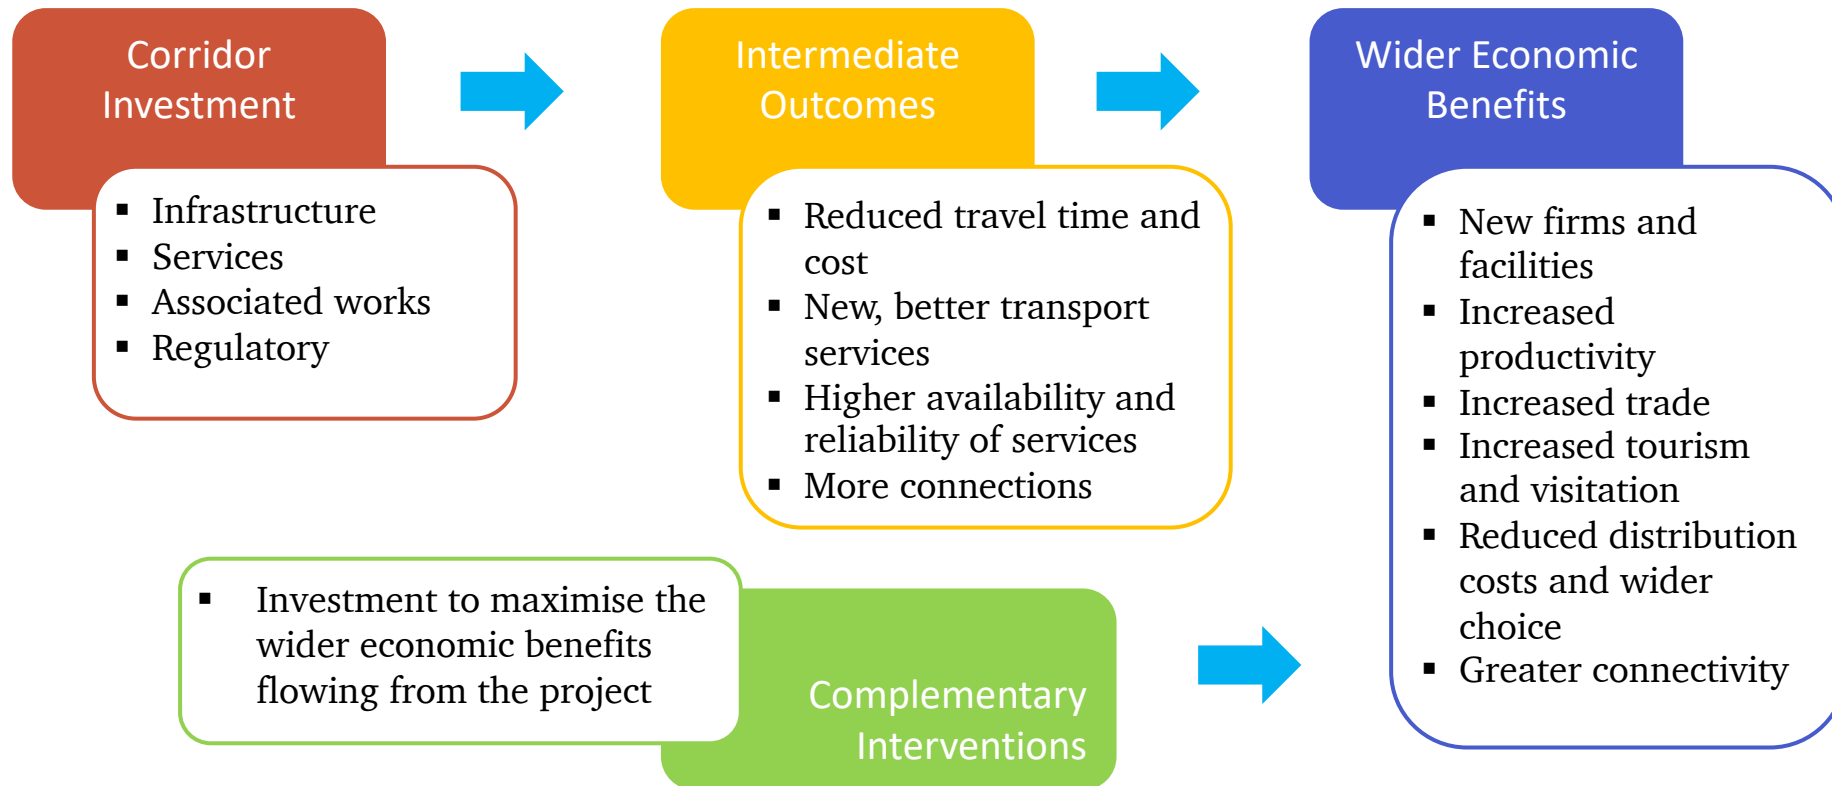 Corridor
Investment
▪ Infrastructure
▪ Services
▪ Associated works
▪ Regulatory
Intermediate
Outcomes
▪ Reduced travel time and
cost
▪ New, better transport
services
▪ Higher availability and
reliability of services
▪ More connections
Wider Economic
Benefits
▪ New firms and
facilities
▪ Increased
productivity
▪ Increased trade
▪ Increased tourism
and visitation
▪ Reduced distribution
costs and wider
choice
▪ Greater connectivity
▪ Investment to maximise the
wider economic benefits
flowing from the project
Complementary
Interventions